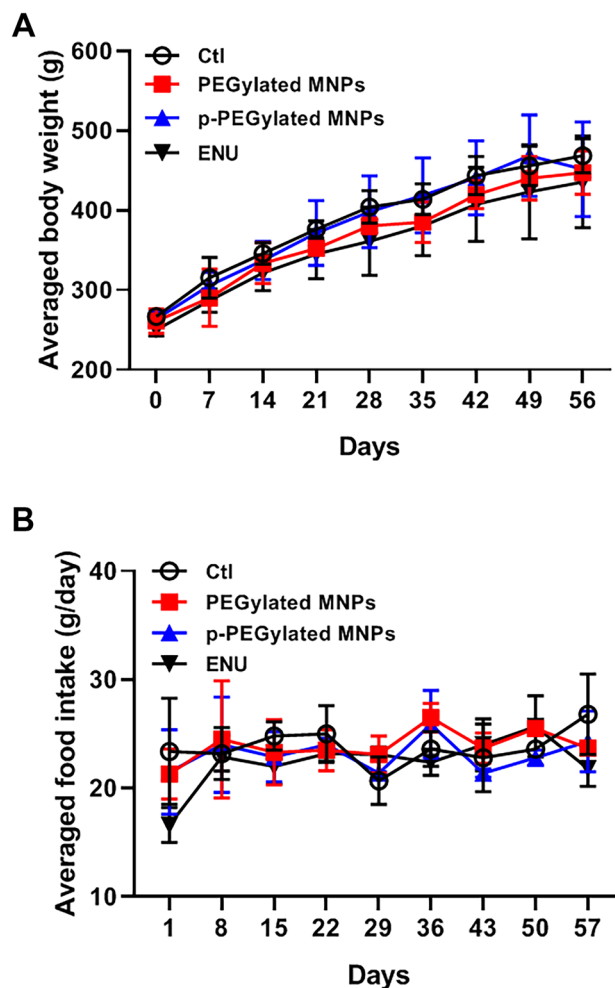 A
Averaged body weight (g)
600
500
400
300
200
Ctl
PEGylated MNPs
p-PEGylated MNPs
ENU
0 7 14 21 28 35 42 49 56
Days
B
Averaged food intake (g/day)
40
30
20
10
Ctl
PEGylated MNPs
p-PEGylated MNPs
ENU
1 8 15 22 29 36 43 50 57
Days